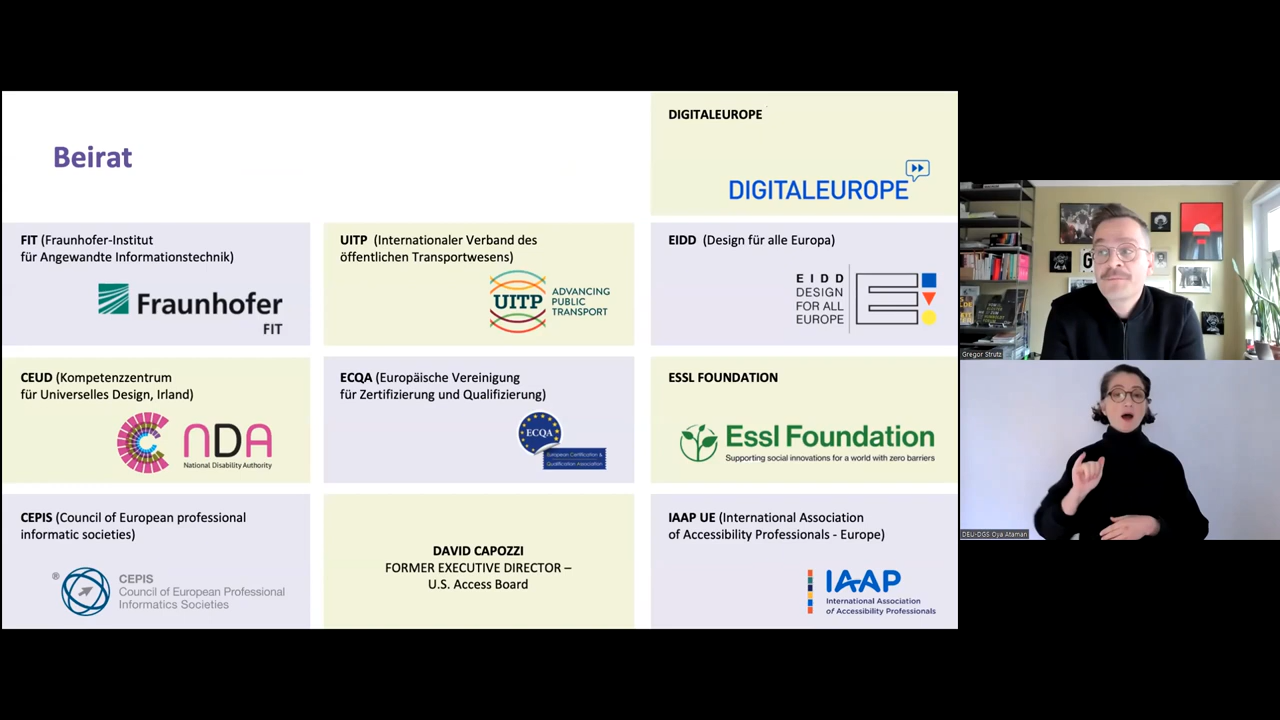 Beirat
DIGITALEUROPE
DIGITALEUROPE
FIT (Fraunhofer-Institut
für Angewandte Informationstechnik)
Fraunhofer
FIT
UITP (Internationaler Verband des
öffentlichen Transportwesens)
UITP
ADVANCING
PUBLIC
TRANSPORT
EIDD (Design für alle Europa)
EIDD
DESIGN
FOR ALL
EUROPE
CEUD (Kompetenzzentrum
für Universelles Design, Irland)
NDA
National Disability Authority
ECQA (Europäische Vereinigung
für Zertifizierung und Qualifizierung)
ECQA
European Certification &
Qualification Association
ESSL FOUNDATION
Essl Foundation
Supporting social innovations for a world with zero barriers
CEPIS (Council of European professional
informatic societies)
® CEPIS
Council of European Professional
Informatics Societies
DAVID CAPOZZI
FORMER EXECUTIVE DIRECTOR –
U.S. Access Board
IAAP UE (International Association
of Accessibility Professionals - Europe)
IAAP
International Association
of Accessibility Professionals
Gregor Strutz
DEU-DGS Oya Ataman